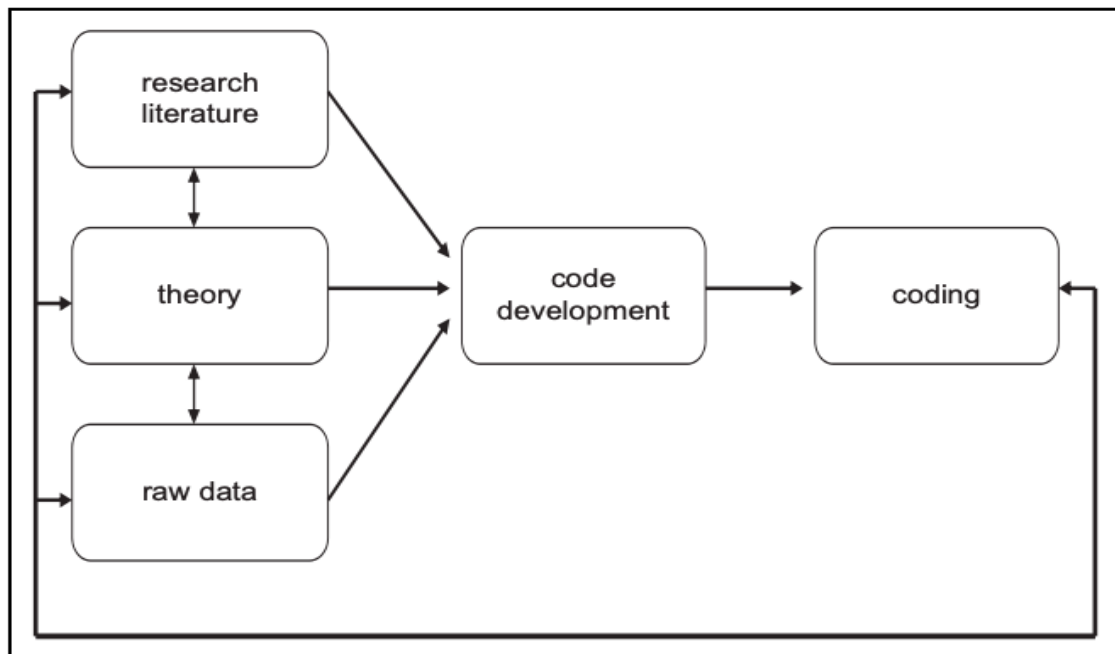 research
literature
theory
raw data
code
development
coding